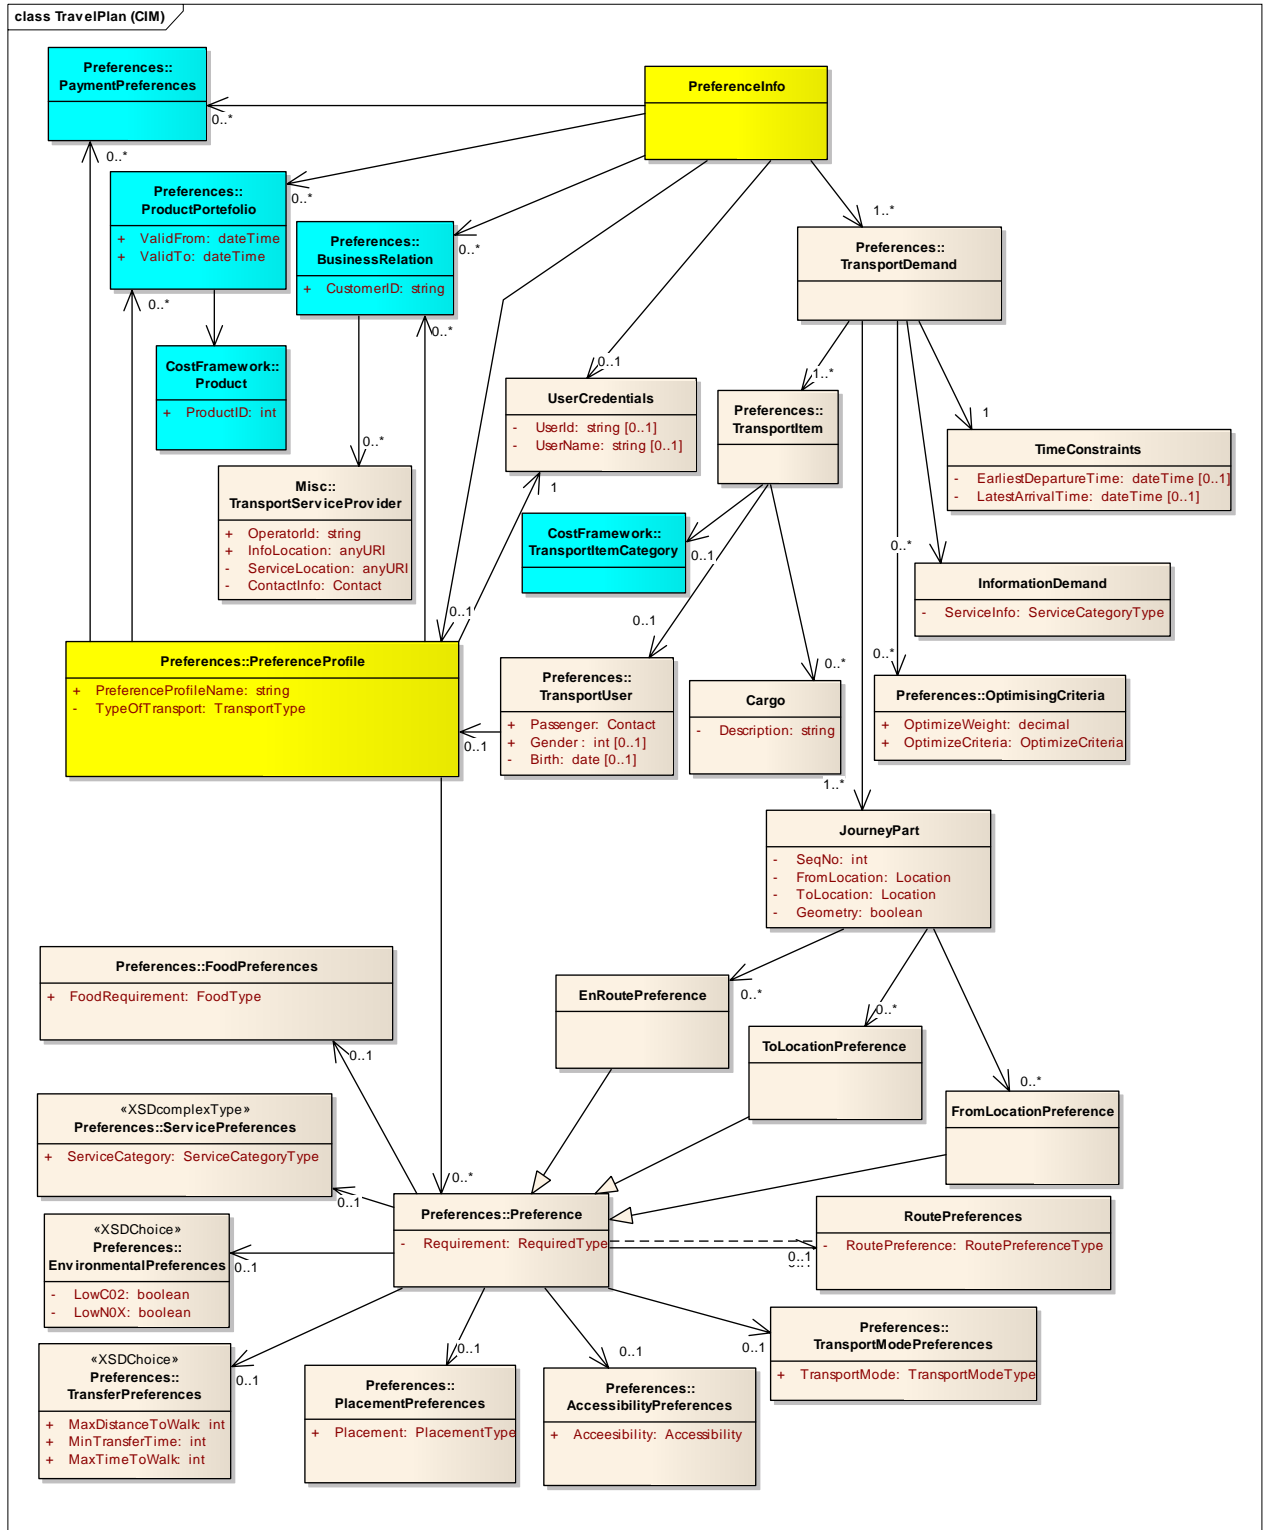 class TravelPlan (CIM)
Preferences::
PaymentPreferences
PreferenceInfo
0..*
0..*
Preferences::
ProductPortefolio
+ ValidFrom: dateTime
+ ValidTo: dateTime
0..*
0..*
Preferences::
BusinessRelation
+ CustomerID: string
0..*
0..*
1..*
Preferences::
TransportDemand
CostFramework::
Product
+ ProductID: int
0..1
UserCredentials
- UserId: string [0..1]
- UserName: string [0..1]
1
1..*
Preferences::
TransportItem
1
TimeConstraints
- EarliestDepartureTime: dateTime [0..1]
- LatestArrivalTime: dateTime [0..1]
0..*
Misc::
TransportServiceProvider
+ OperatorId: string
+ InfoLocation: anyURI
- ServiceLocation: anyURI
- ContactInfo: Contact
CostFramework::
TransportItemCategory
0..1
0..*
InformationDemand
- ServiceInfo: ServiceCategoryType
0..1
0..1
0..*
0..*
Preferences::PreferenceProfile
+ PreferenceProfileName: string
- TypeOfTransport: TransportType
Preferences::
TransportUser
+ Passenger: Contact
+ Gender: int [0..1]
- Birth: date [0..1]
0..1
Cargo
- Description: string
Preferences::OptimisingCriteria
+ OptimizeWeight: decimal
+ OptimizeCriteria: OptimizeCriteria
1..*
JourneyPart
- SeqNo: int
- FromLocation: Location
- ToLocation: Location
- Geometry: boolean
Preferences::FoodPreferences
+ FoodRequirement: FoodType
0..1
EnRoutePreference
0..*
0..*
ToLocationPreference
0..*
FromLocationPreference
«XSDcomplexType»
Preferences::ServicePreferences
+ ServiceCategory: ServiceCategoryType
0..1
0..*
Preferences::Preference
- Requirement: RequiredType
RoutePreferences
- RoutePreference: RoutePreferenceType
0..1
0..1
«XSDChoice»
Preferences::
EnvironmentalPreferences
- LowC02: boolean
- LowN0X: boolean
0..1
«XSDChoice»
Preferences::
TransferPreferences
+ MaxDistanceToWalk: int
+ MinTransferTime: int
+ MaxTimeToWalk: int
0..1
0..1
Preferences::
PlacementPreferences
+ Placement: PlacementType
0..1
Preferences::
AccessibilityPreferences
+ Acceesibility: Accessibility
0..1
Preferences::
TransportModePreferences
+ TransportMode: TransportModeType